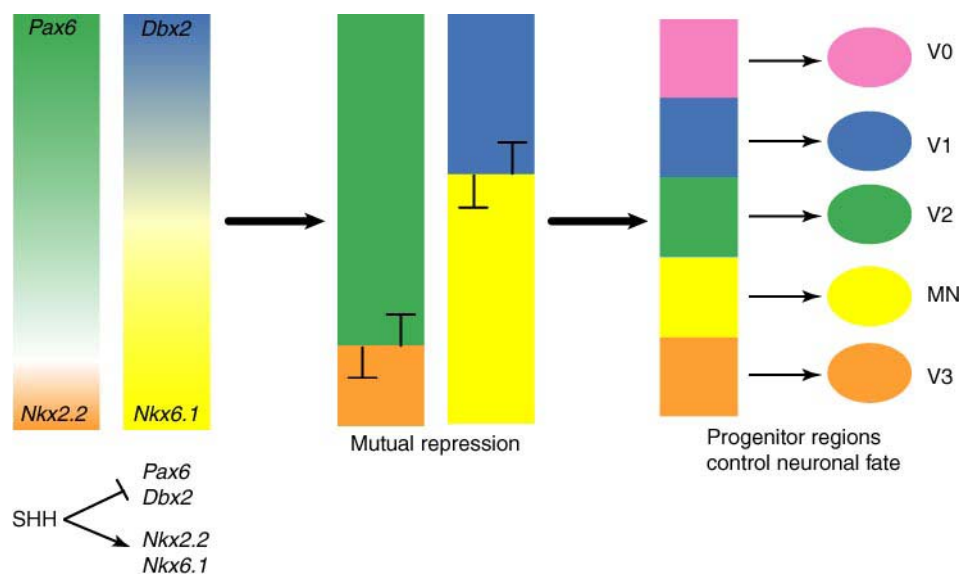 Pax6
Dbx2
Nkx2.2
Nkx6.1
SHH
Pax6
Dbx2
Nkx2.2
Nkx6.1
Mutual repression
V0
V1
V2
MN
V3
Progenitor regions
control neuronal fate